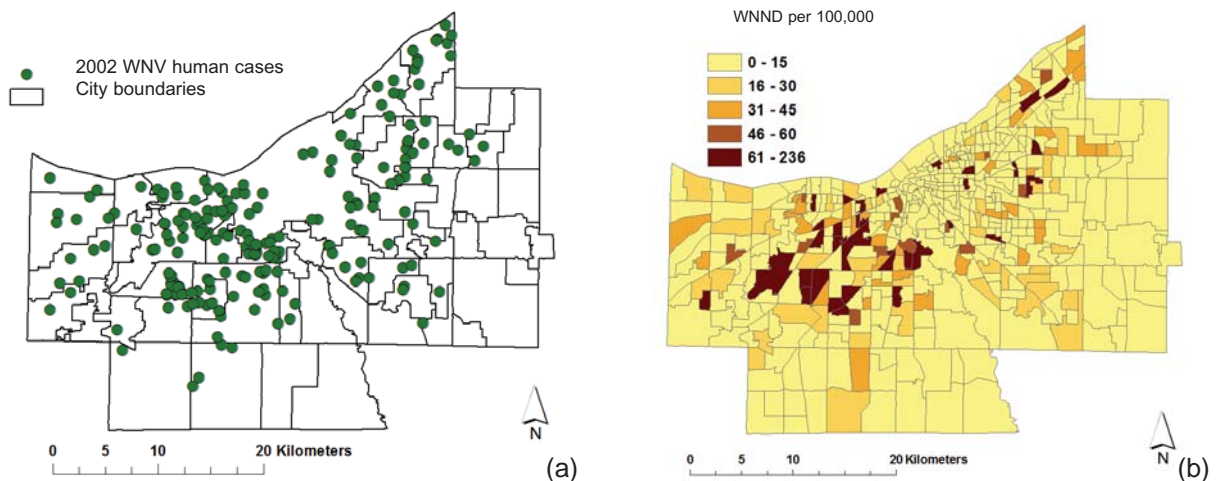 2002 WNV human cases
City boundaries
N
0 5 10 20 Kilometers
(a)
WNND per 100,000
0 - 15
16 - 30
31 - 45
46 - 60
61 - 236
N
0 5 10 20 Kilometers
(b)